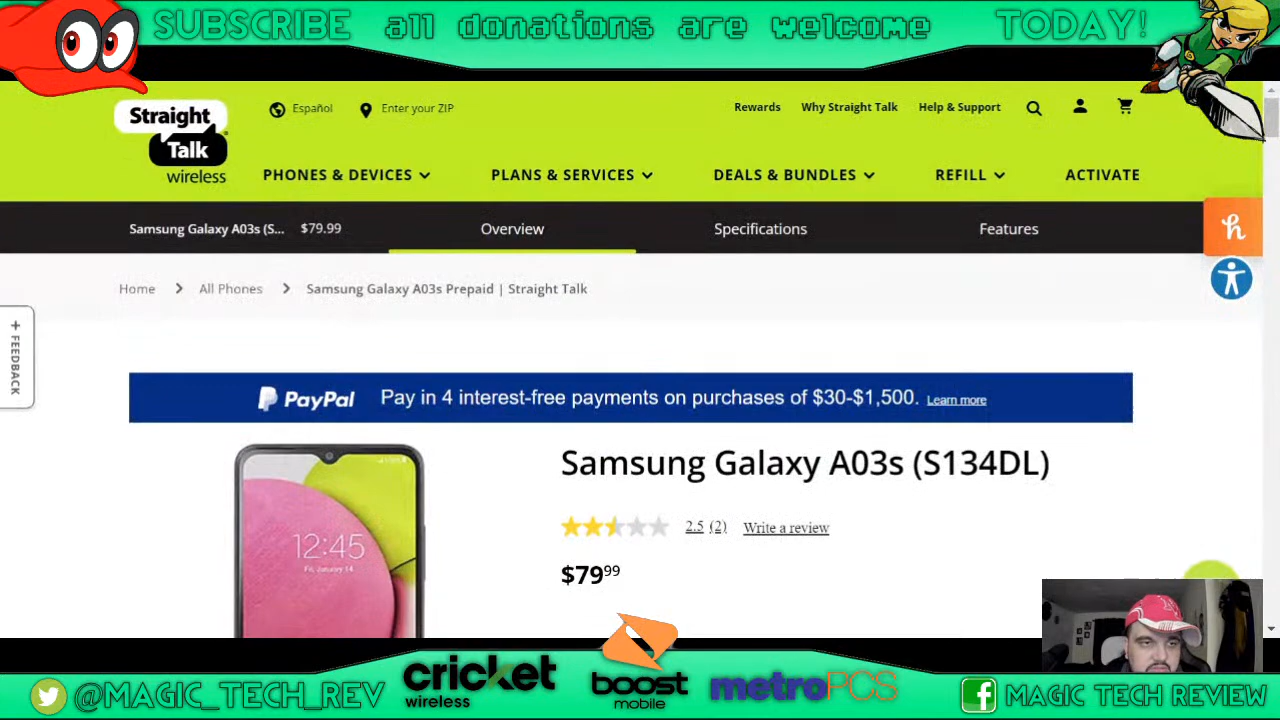 SUBSCRIBE all donations are welcome TODAY!
Straight Talk wireless
Español
Enter your ZIP
Rewards
Why Straight Talk
Help & Support
PHONES & DEVICES
PLANS & SERVICES
DEALS & BUNDLES
REFILL
ACTIVATE
Samsung Galaxy A03s (S... $79.99
Overview
Specifications
Features
Home > All Phones > Samsung Galaxy A03s Prepaid | Straight Talk
+ FEEDBACK
PayPal Pay in 4 interest-free payments on purchases of $30-$1,500. Learn more
Samsung Galaxy A03s (S134DL)
2.5 (2) Write a review
$7999
12:45
Fri, January 14
@MAGIC_TECH_REV
cricket wireless
boost mobile
metroPCS
MAGIC TECH REVIEW